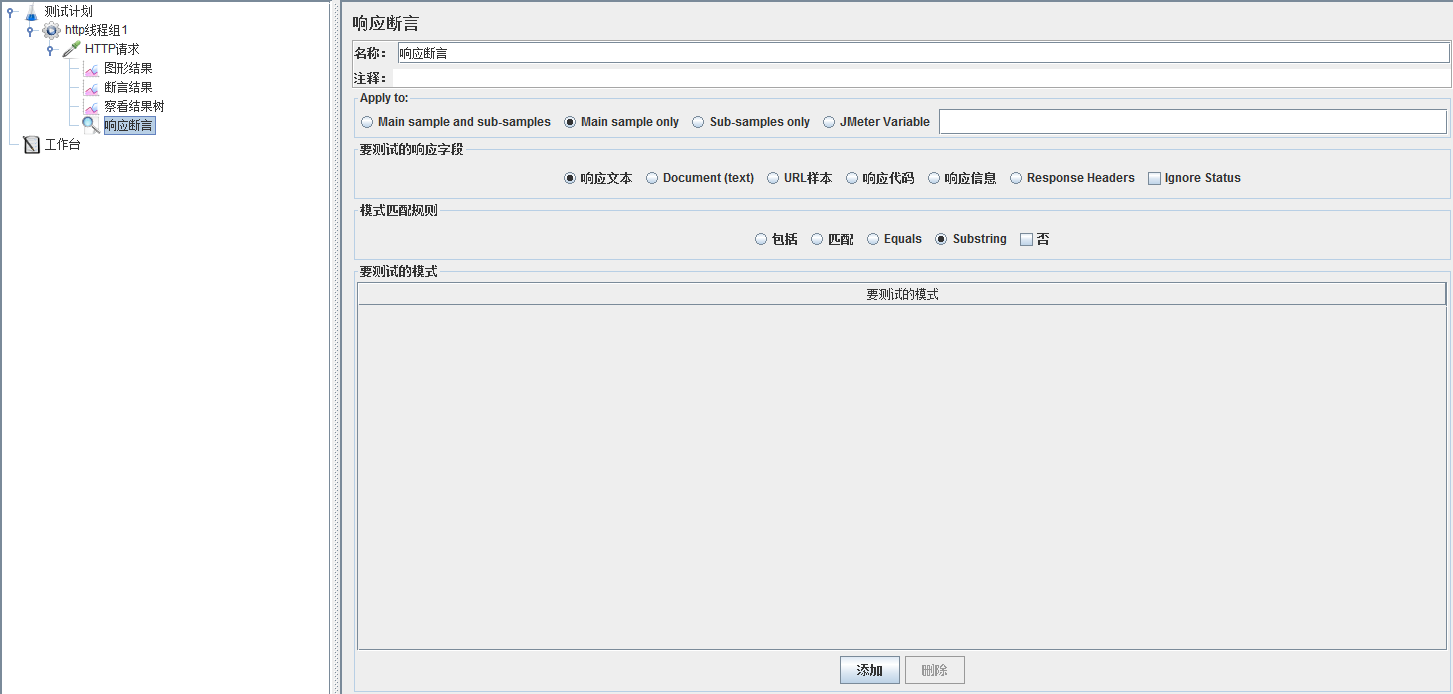 测试计划
http线程组1
HTTP请求
图形结果
断言结果
察看结果树
响应断言
工作台
响应断言
名称： 响应断言
注释：
Apply to:
Main sample and sub-samples Main sample only Sub-samples only JMeter Variable
要测试的响应字段
响应文本 Document (text) URL样本 响应代码 响应信息 Response Headers Ignore Status
模式匹配规则
包括 匹配 Equals Substring 否
要测试的模式
要测试的模式
添加 删除